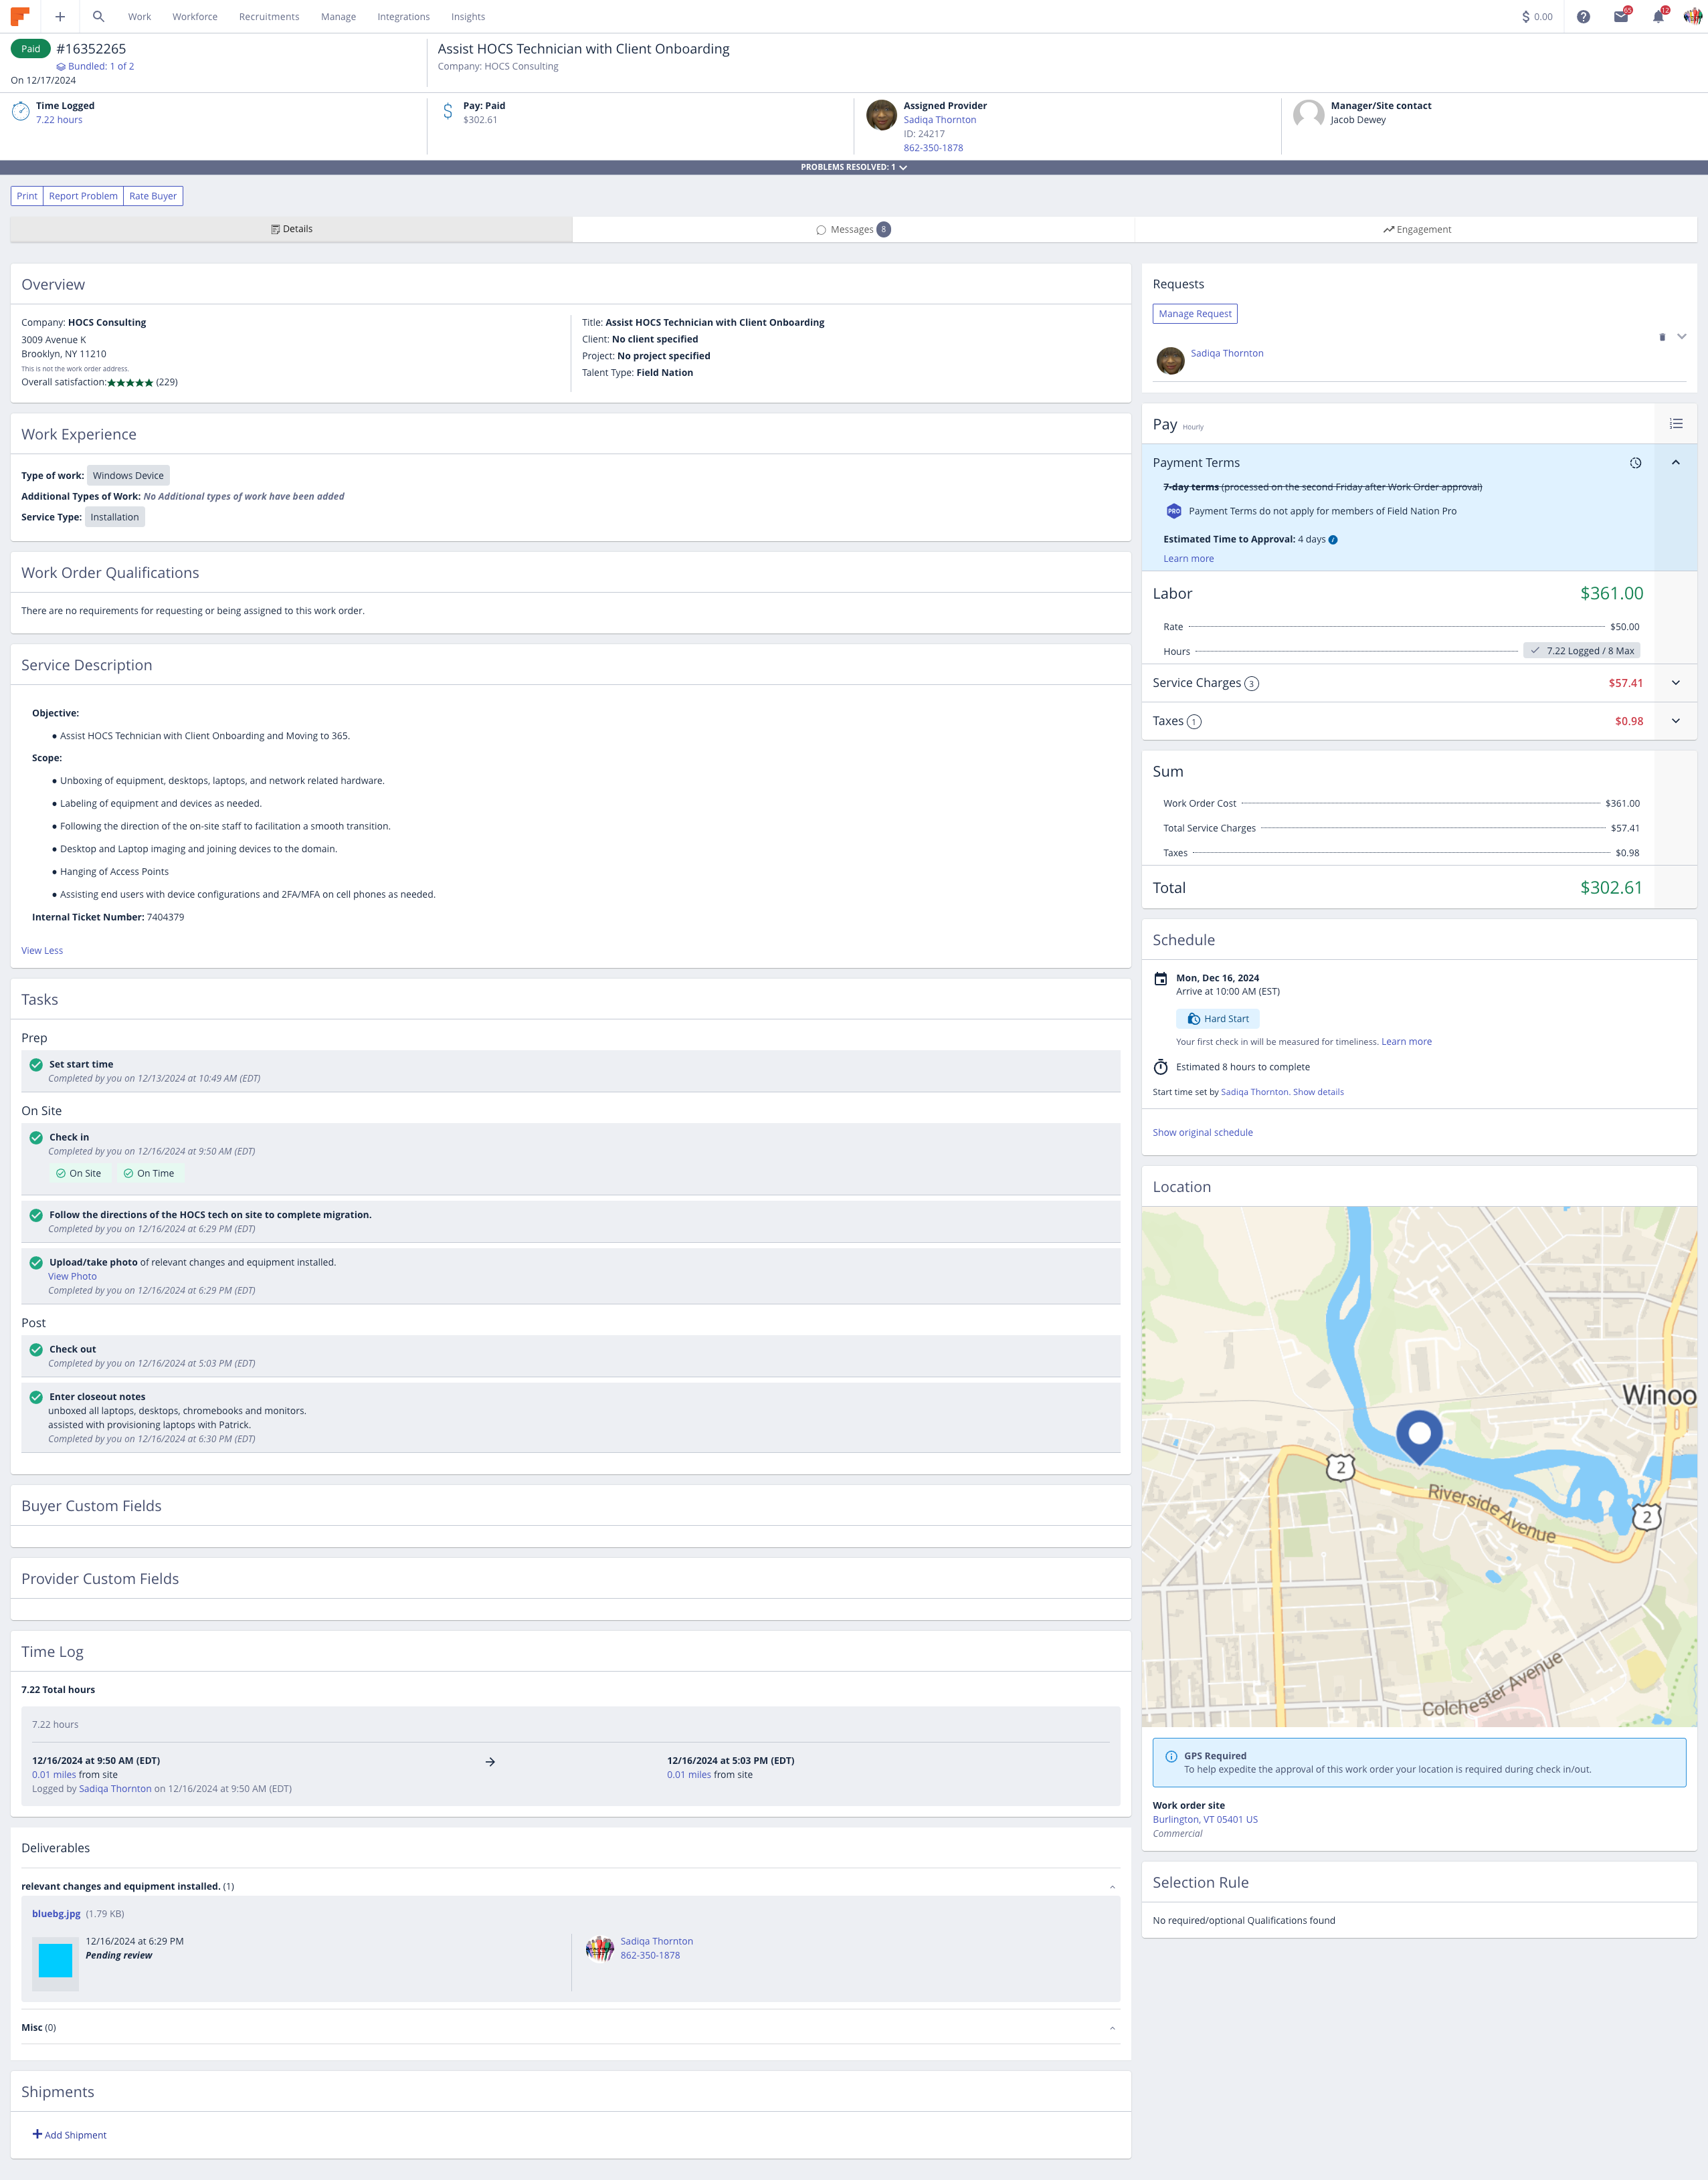 Work Workforce Recruitments Manage Integrations Insights
$ 0.00
65
12
Paid #16352265
Bundled: 1 of 2
On 12/17/2024
Assist HOCS Technician with Client Onboarding
Company: HOCS Consulting
Time Logged
7.22 hours
Pay: Paid
$302.61
Assigned Provider
Sadiqa Thornton
ID: 24217
862-350-1878
Manager/Site contact
Jacob Dewey
PROBLEMS RESOLVED: 1
Print Report Problem Rate Buyer
Details
Messages 8
Engagement
Overview
Company: HOCS Consulting
3009 Avenue K
Brooklyn, NY 11210
This is not the work order address.
Overall satisfaction:★★★★★ (229)
Title: Assist HOCS Technician with Client Onboarding
Client: No client specified
Project: No project specified
Talent Type: Field Nation
Work Experience
Type of work: Windows Device
Additional Types of Work: No Additional types of work have been added
Service Type: Installation
Work Order Qualifications
There are no requirements for requesting or being assigned to this work order.
Service Description
Objective:
● Assist HOCS Technician with Client Onboarding and Moving to 365.
Scope:
● Unboxing of equipment, desktops, laptops, and network related hardware.
● Labeling of equipment and devices as needed.
● Following the direction of the on-site staff to facilitation a smooth transition.
● Desktop and Laptop imaging and joining devices to the domain.
● Hanging of Access Points
● Assisting end users with device configurations and 2FA/MFA on cell phones as needed.
Internal Ticket Number: 7404379
View Less
Tasks
Prep
Set start time
Completed by you on 12/13/2024 at 10:49 AM (EDT)
On Site
Check in
Completed by you on 12/16/2024 at 9:50 AM (EDT)
On Site On Time
Follow the directions of the HOCS tech on site to complete migration.
Completed by you on 12/16/2024 at 6:29 PM (EDT)
Upload/take photo of relevant changes and equipment installed.
View Photo
Completed by you on 12/16/2024 at 6:29 PM (EDT)
Post
Check out
Completed by you on 12/16/2024 at 5:03 PM (EDT)
Enter closeout notes
unboxed all laptops, desktops, chromebooks and monitors.
assisted with provisioning laptops with Patrick.
Completed by you on 12/16/2024 at 6:30 PM (EDT)
Buyer Custom Fields
Provider Custom Fields
Time Log
7.22 Total hours
7.22 hours
12/16/2024 at 9:50 AM (EDT)
0.01 miles from site
Logged by Sadiqa Thornton on 12/16/2024 at 9:50 AM (EDT)
12/16/2024 at 5:03 PM (EDT)
0.01 miles from site
Deliverables
relevant changes and equipment installed. (1)
bluebg.jpg (1.79 KB)
12/16/2024 at 6:29 PM
Pending review
Sadiqa Thornton
862-350-1878
Misc (0)
Shipments
Add Shipment
Requests
Manage Request
Sadiqa Thornton
Pay Hourly
Payment Terms
7-day terms (processed on the second Friday after Work Order approval)
PRO Payment Terms do not apply for members of Field Nation Pro
Estimated Time to Approval: 4 days
Learn more
Labor $361.00
Rate $50.00
Hours 7.22 Logged / 8 Max
Service Charges 3 $57.41
Taxes 1 $0.98
Sum
Work Order Cost $361.00
Total Service Charges $57.41
Taxes $0.98
Total $302.61
Schedule
Mon, Dec 16, 2024
Arrive at 10:00 AM (EST)
Hard Start
Your first check in will be measured for timeliness. Learn more
Estimated 8 hours to complete
Start time set by Sadiqa Thornton. Show details
Show original schedule
Location
Winoo
2
Riverside Avenue
2
Colchester Avenue
GPS Required
To help expedite the approval of this work order your location is required during check in/out.
Work order site
Burlington, VT 05401 US
Commercial
Selection Rule
No required/optional Qualifications found